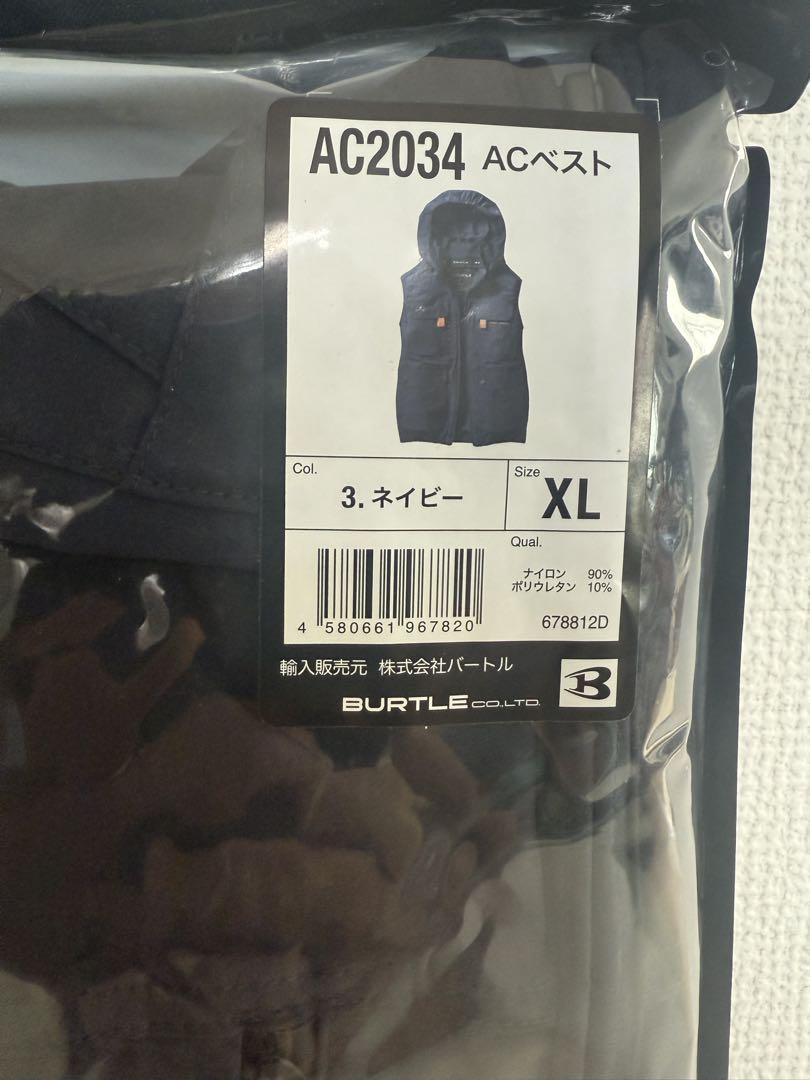 AC2034 ACベスト
Col.
3. ネイビー
Size
XL
Qual.
ナイロン 90%
ポリウレタン 10%
4 580661 967820
678812D
輸入販売元 株式会社バートル
BURTLE CO.,LTD.
B